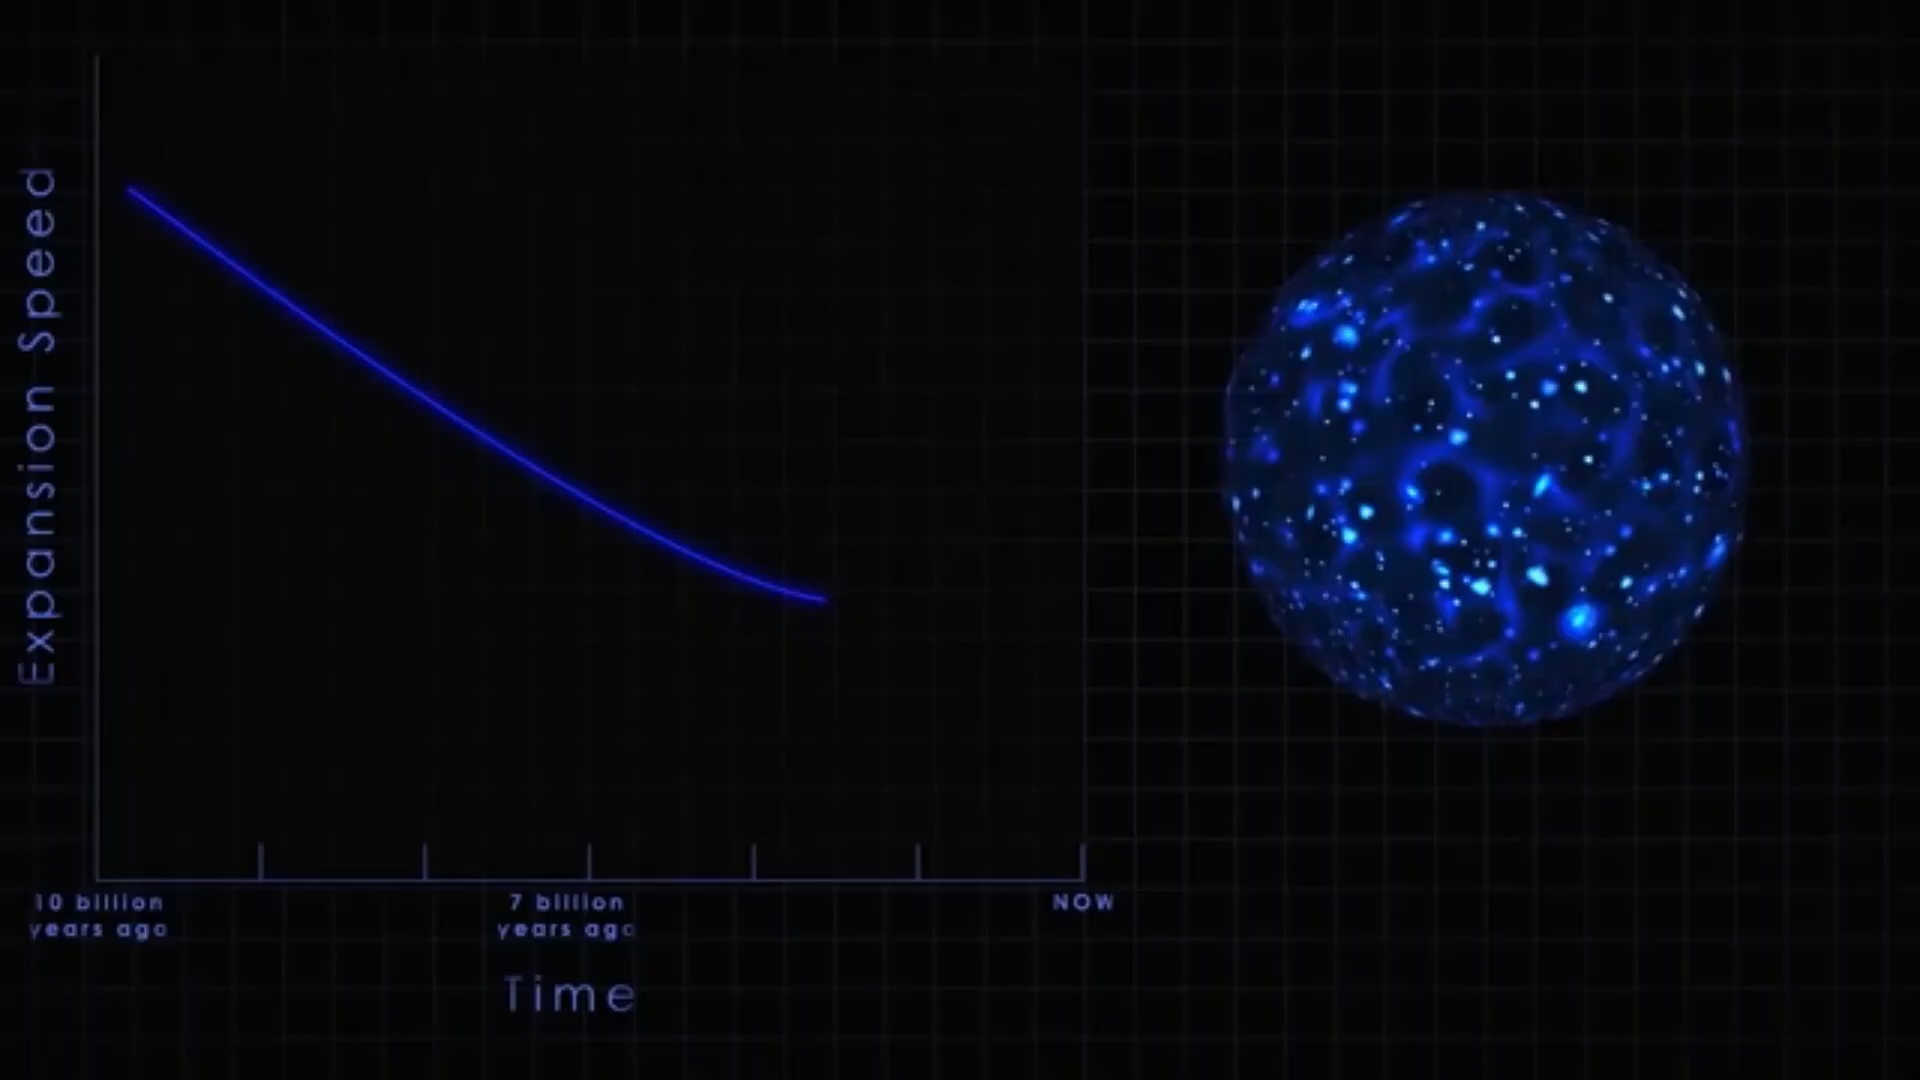 Expansion Speed
10 billion
years ago
7 billion
years ago
NOW
Time